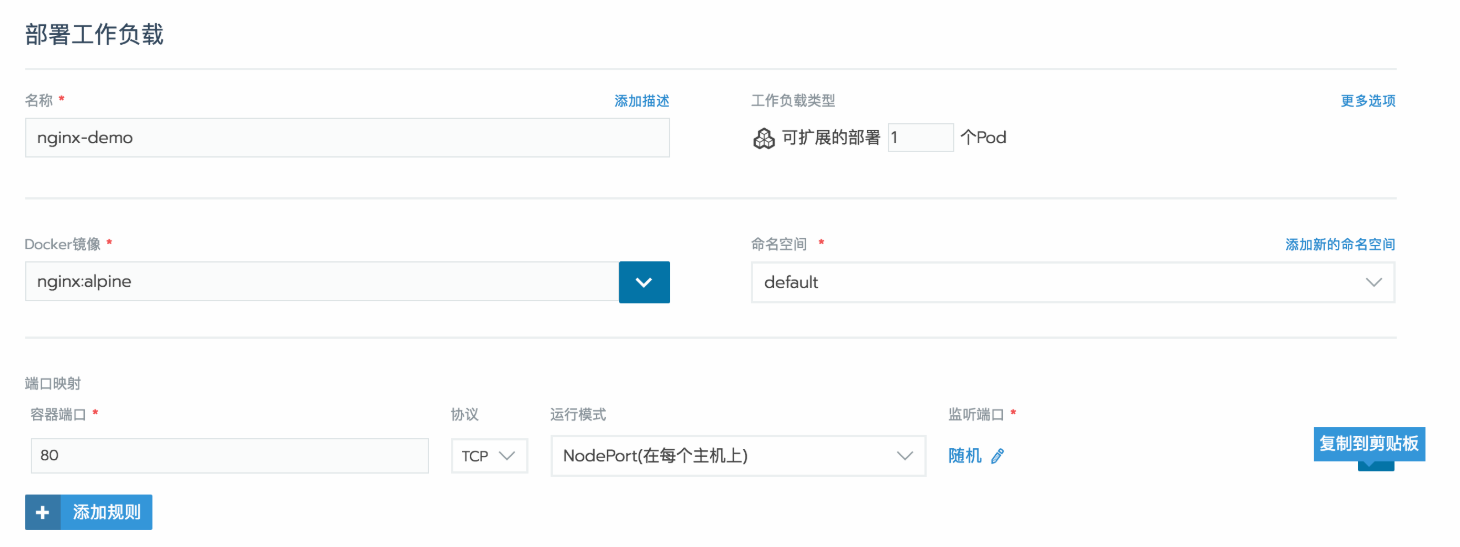 部署工作负载
名称 * 添加描述 工作负载类型 更多选项
nginx-demo 可扩展的部署 1 个Pod
Docker镜像 * 命名空间 * 添加新的命名空间
nginx:alpine default
端口映射
容器端口 * 协议 运行模式 监听端口 *
80 TCP NodePort(在每个主机上) 随机 复制到剪贴板
+ 添加规则